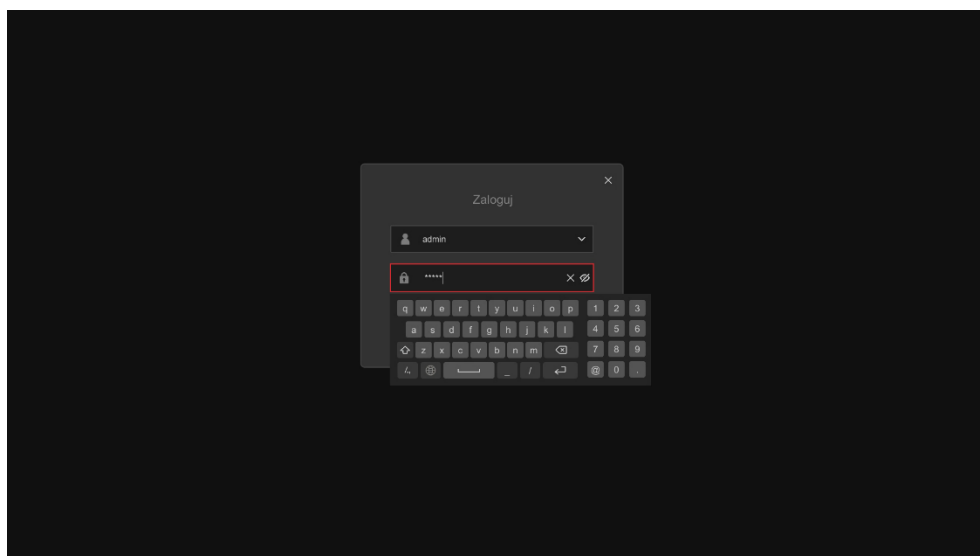 Zaloguj
admin
*****
q w e r t y u i o p 1 2 3
a s d f g h j k l 4 5 6
z x c v b n m 7 8 9
_ / @ 0 .